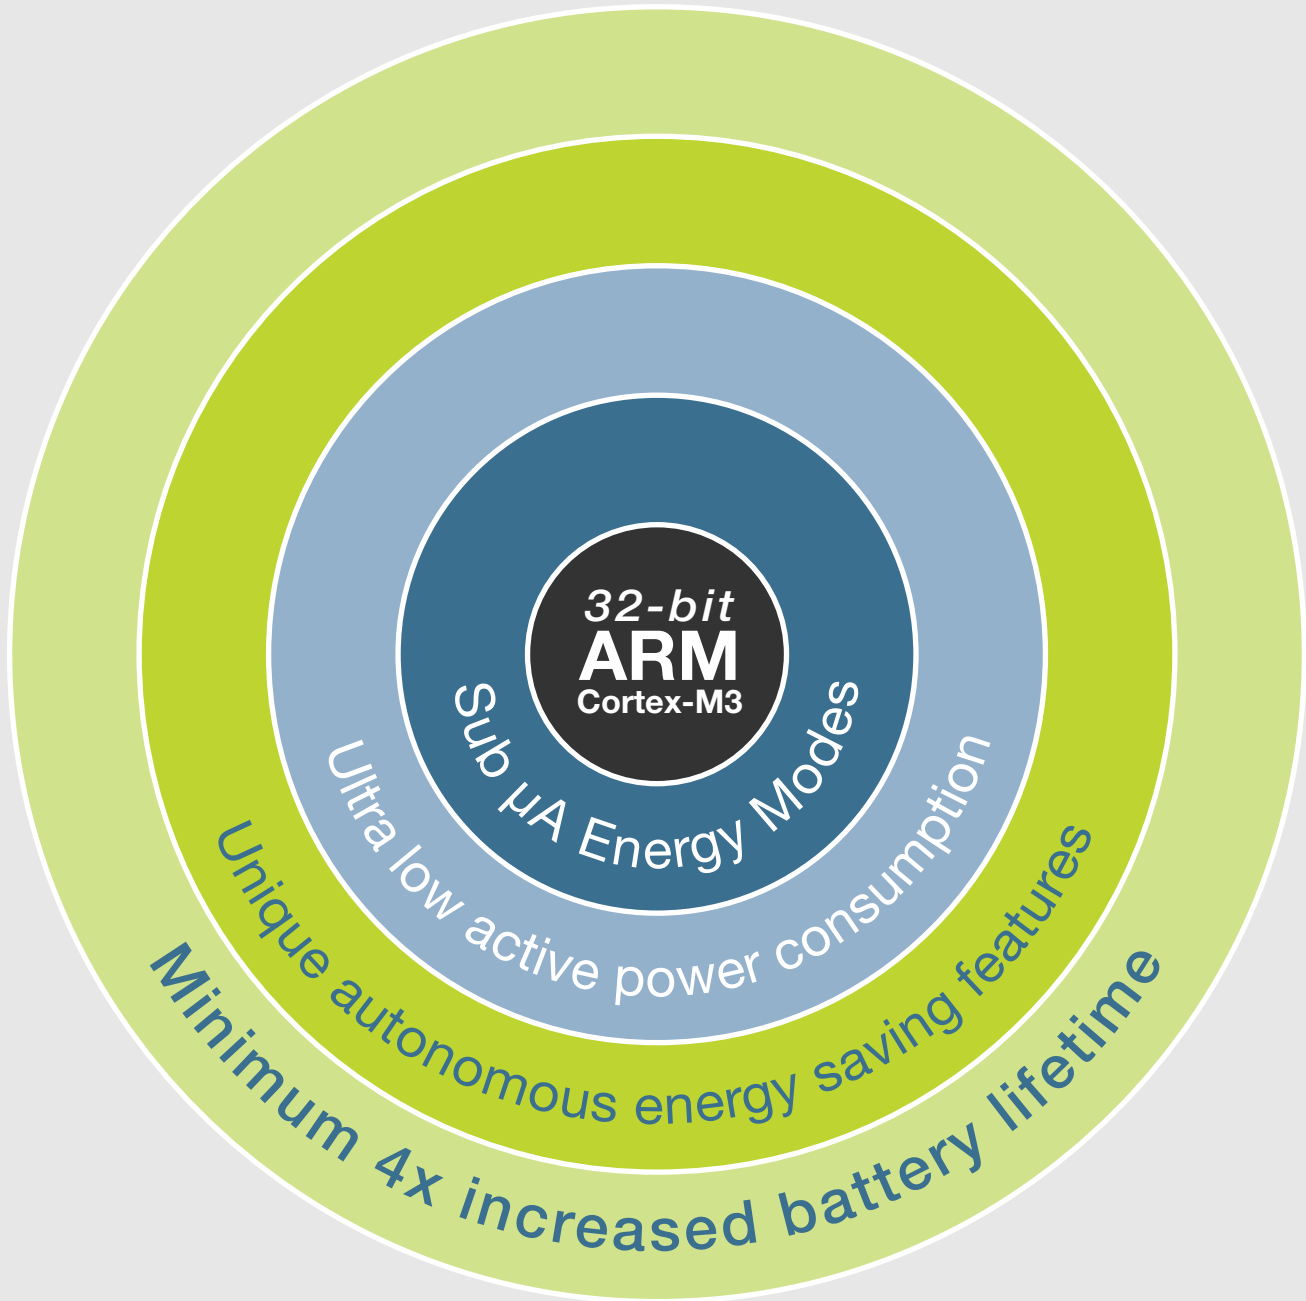 32-bit
ARM
Cortex-M3
Sub µA Energy Modes
Ultra low active power consumption
Unique autonomous energy saving features
Minimum 4x increased battery lifetime